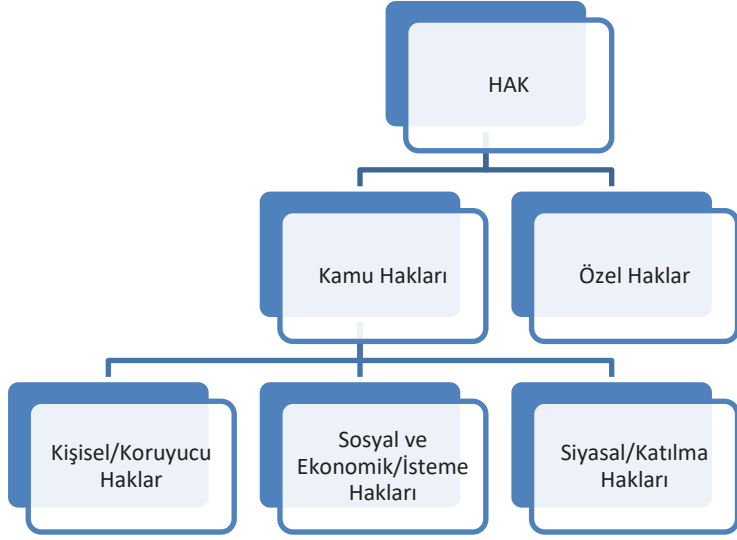 HAK
Kamu Hakları
Özel Haklar
Kişisel/Koruyucu
Haklar
Sosyal ve
Ekonomik/İsteme
Hakları
Siyasal/Katılma
Hakları